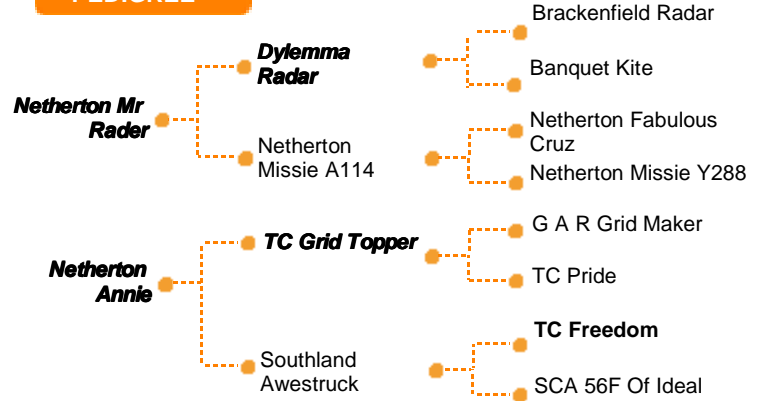 PEDIGREE
Brackenfield Radar
Dylemma
Radar
Banquet Kite
Netherton Mr
Rader
Netherton Fabulous
Cruz
Netherton
Missie A114
Netherton Missie Y288
G A R Grid Maker
TC Grid Topper
TC Pride
Netherton
Annie
TC Freedom
Southland
Awestruck
SCA 56F Of Ideal